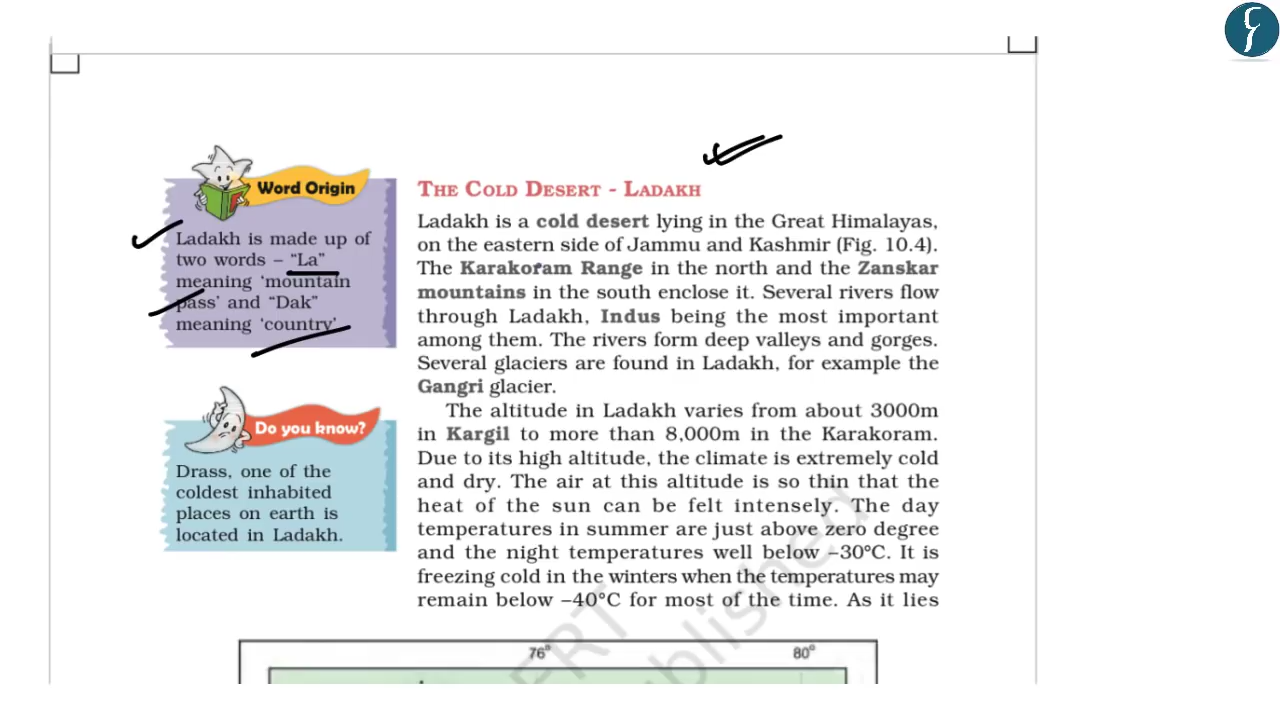 Word Origin
Ladakh is made up of
two words – “La”
meaning ‘mountain
pass’ and “Dak”
meaning ‘country’
Do you know?
Drass, one of the
coldest inhabited
places on earth is
located in Ladakh.
THE COLD DESERT - LADAKH
Ladakh is a cold desert lying in the Great Himalayas,
on the eastern side of Jammu and Kashmir (Fig. 10.4).
The Karakoram Range in the north and the Zanskar
mountains in the south enclose it. Several rivers flow
through Ladakh, Indus being the most important
among them. The rivers form deep valleys and gorges.
Several glaciers are found in Ladakh, for example the
Gangri glacier.
The altitude in Ladakh varies from about 3000m
in Kargil to more than 8,000m in the Karakoram.
Due to its high altitude, the climate is extremely cold
and dry. The air at this altitude is so thin that the
heat of the sun can be felt intensely. The day
temperatures in summer are just above zero degree
and the night temperatures well below –30°C. It is
freezing cold in the winters when the temperatures may
remain below –40°C for most of the time. As it lies
76° 80°